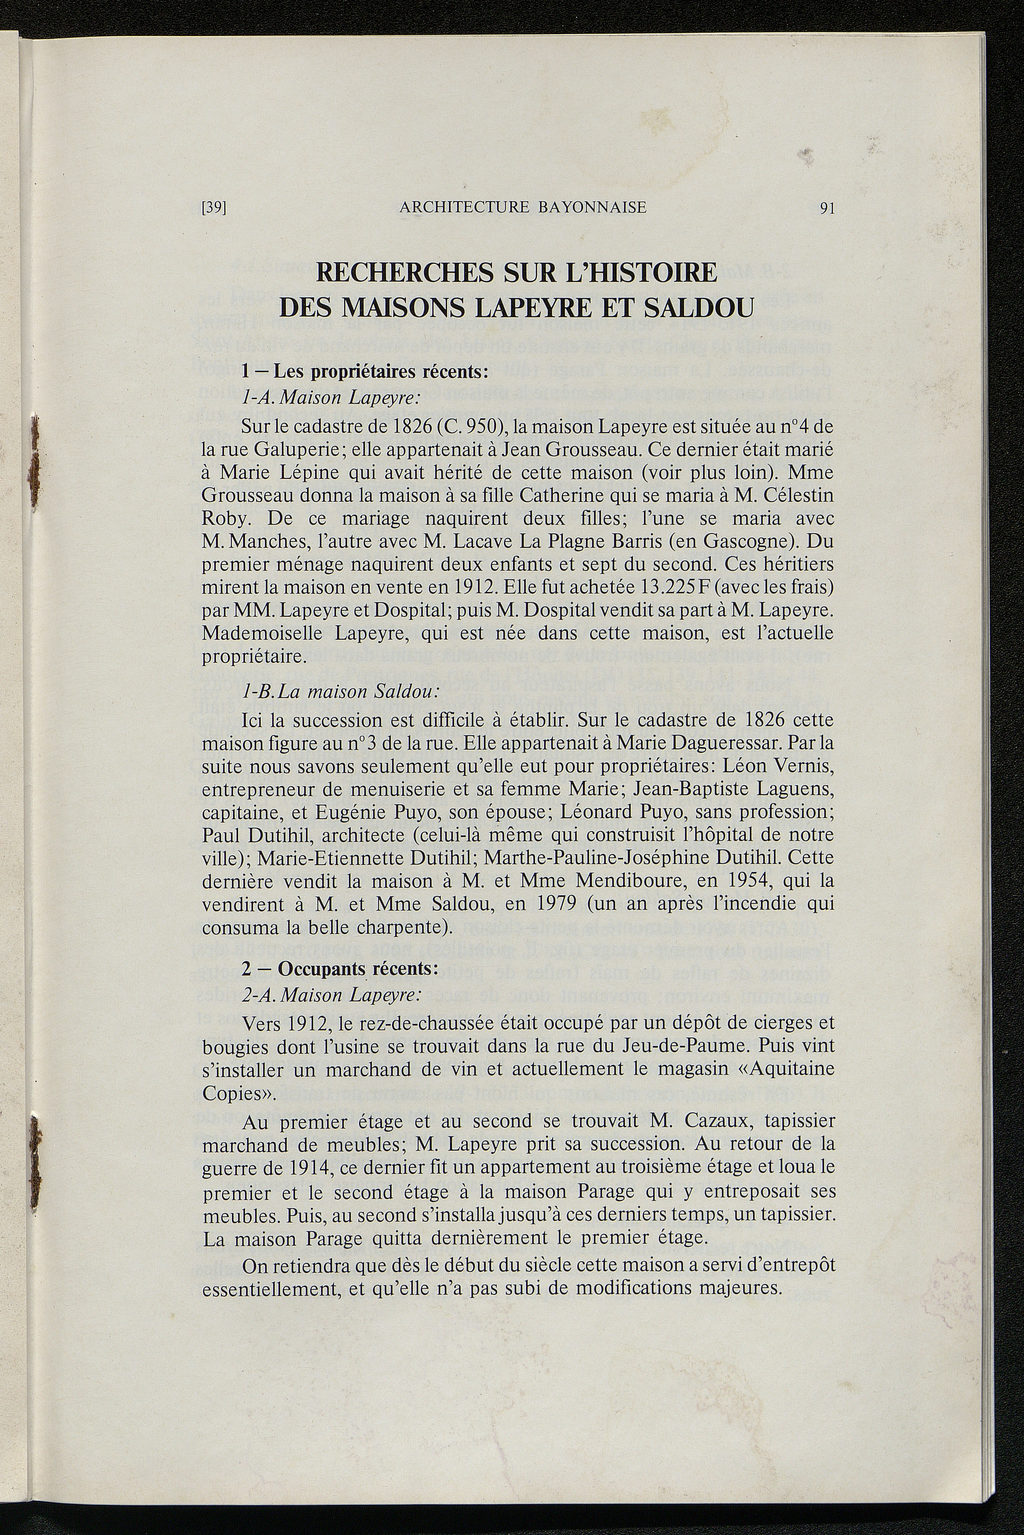 [39] ARCHITECTURE BAYONNAISE 91
RECHERCHES SUR L'HISTOIRE
DES MAISONS LAPEYRE ET SALDOU
1 — Les propriétaires récents:
1-A. Maison Lapeyre:
Sur le cadastre de 1826 (C. 950), la maison Lapeyre est située au n°4 de
la rue Galuperie; elle appartenait à Jean Grousseau. Ce dernier était marié
à Marie Lépine qui avait hérité de cette maison (voir plus loin). Mme
Grousseau donna la maison à sa fille Catherine qui se maria à M. Célestin
Roby. De ce mariage naquirent deux filles; l'une se maria avec
M. Manches, l'autre avec M. Lacave La Plagne Barris (en Gascogne). Du
premier ménage naquirent deux enfants et sept du second. Ces héritiers
mirent la maison en vente en 1912. Elle fut achetée 13.225 F (avec les frais)
par MM. Lapeyre et Dospital; puis M. Dospital vendit sa part à M. Lapeyre.
Mademoiselle Lapeyre, qui est née dans cette maison, est l'actuelle
propriétaire.
1-B. La maison Saldou:
Ici la succession est difficile à établir. Sur le cadastre de 1826 cette
maison figure au n°3 de la rue. Elle appartenait à Marie Dagueressar. Par la
suite nous savons seulement qu'elle eut pour propriétaires: Léon Vernis,
entrepreneur de menuiserie et sa femme Marie; Jean-Baptiste Laguens,
capitaine, et Eugénie Puyo, son épouse; Léonard Puyo, sans profession;
Paul Dutihil, architecte (celui-là même qui construisit l'hôpital de notre
ville); Marie-Etiennette Dutihil; Marthe-Pauline-Joséphine Dutihil. Cette
dernière vendit la maison à M. et Mme Mendiboure, en 1954, qui la
vendirent à M. et Mme Saldou, en 1979 (un an après l'incendie qui
consuma la belle charpente).
2 — Occupants récents:
2-A. Maison Lapeyre:
Vers 1912, le rez-de-chaussée était occupé par un dépôt de cierges et
bougies dont l'usine se trouvait dans la rue du Jeu-de-Paume. Puis vint
s'installer un marchand de vin et actuellement le magasin «Aquitaine
Copies».
Au premier étage et au second se trouvait M. Cazaux, tapissier
marchand de meubles; M. Lapeyre prit sa succession. Au retour de la
guerre de 1914, ce dernier fit un appartement au troisième étage et loua le
premier et le second étage à la maison Parage qui y entreposait ses
meubles. Puis, au second s'installa jusqu'à ces derniers temps, un tapissier.
La maison Parage quitta dernièrement le premier étage.
On retiendra que dès le début du siècle cette maison a servi d'entrepôt
essentiellement, et qu'elle n'a pas subi de modifications majeures.